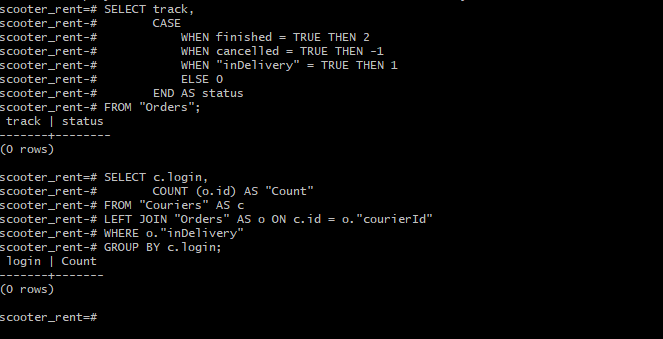 scooter_rent=# SELECT track,
scooter_rent-#        CASE
scooter_rent-#            WHEN finished = TRUE THEN 2
scooter_rent-#            WHEN cancelled = TRUE THEN -1
scooter_rent-#            WHEN "inDelivery" = TRUE THEN 1
scooter_rent-#            ELSE 0
scooter_rent-#        END AS status
scooter_rent-# FROM "Orders";
 track | status
-------+--------
(0 rows)

scooter_rent=# SELECT c.login,
scooter_rent-#        COUNT (o.id) AS "Count"
scooter_rent-# FROM "Couriers" AS c
scooter_rent-# LEFT JOIN "Orders" AS o ON c.id = o."courierId"
scooter_rent-# WHERE o."inDelivery"
scooter_rent-# GROUP BY c.login;
 login | Count
-------+-------
(0 rows)

scooter_rent=#